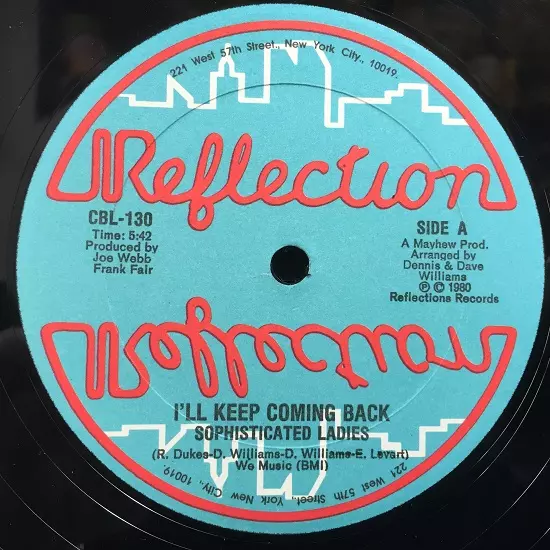 221 West 57th Street., New York City., 10019.
Reflection
CBL-130
Time: 5:42
Produced by
Joe Webb
Frank Fair
SIDE A
A Mayhew Prod.
Arranged by
Dennis & Dave
Williams
Ⓟ © 1980
Reflections Records
Reflection
I'LL KEEP COMING BACK
SOPHISTICATED LADIES
(R. Dukes-D. Williams-D. Williams-E. Levert)
We Music (BMI)
221 West 57th Street., York New City., 10019.